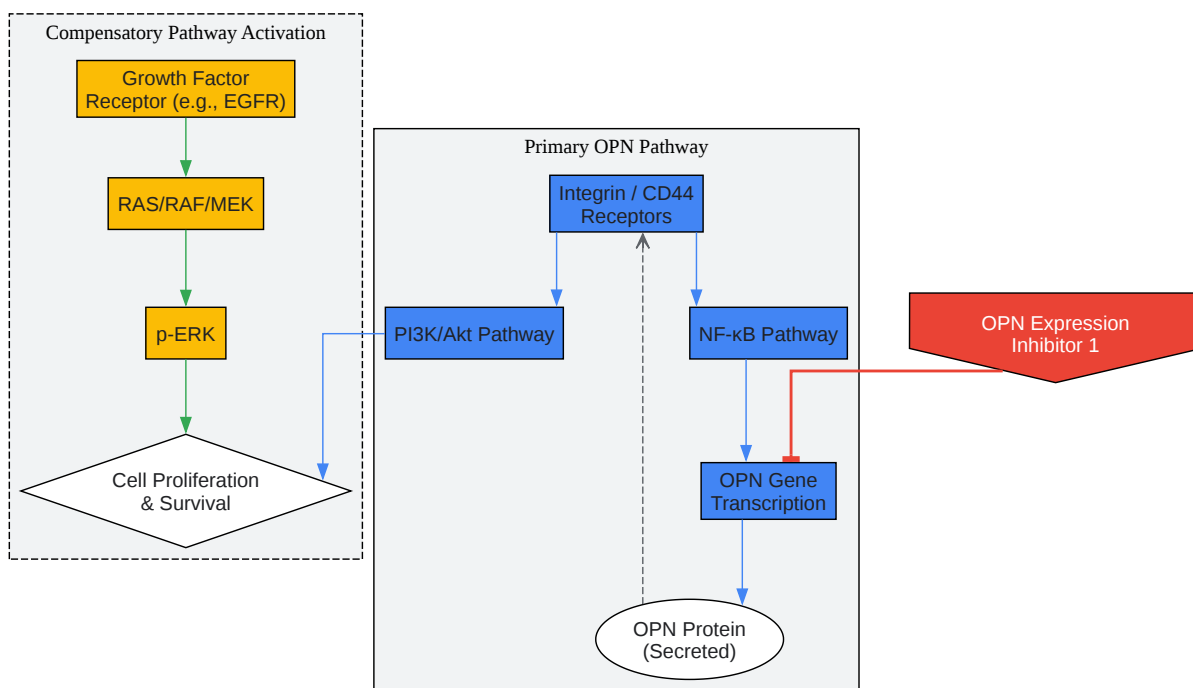 Compensatory Pathway Activation
Growth Factor
Receptor (e.g., EGFR)
RAS/RAF/MEK
p-ERK
Cell Proliferation
& Survival
Primary OPN Pathway
Integrin / CD44
Receptors
PI3K/Akt Pathway
NF-κB Pathway
OPN Gene
Transcription
OPN Protein
(Secreted)
OPN Expression
Inhibitor 1